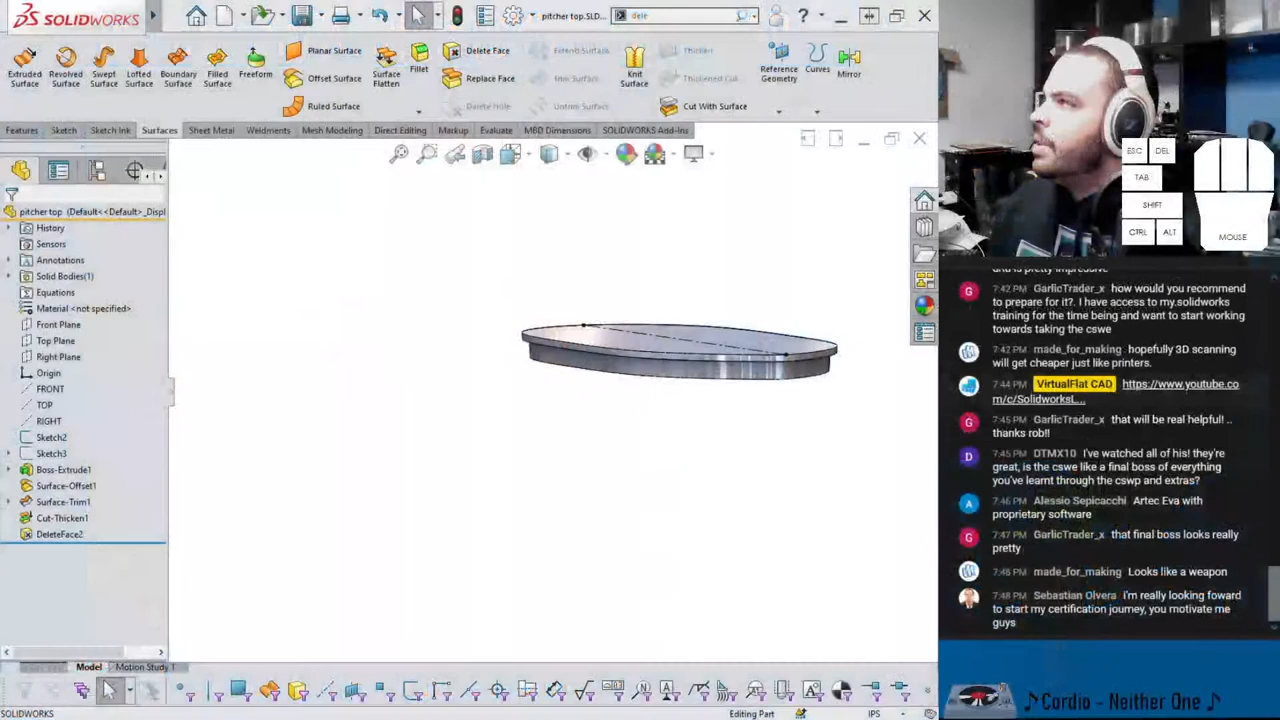 SOLIDWORKS
pitcher top.SLD...
dele
Extruded Surface
Revolved Surface
Swept Surface
Lofted Surface
Boundary Surface
Filled Surface
Freeform
Planar Surface
Offset Surface
Ruled Surface
Surface Flatten
Fillet
Delete Face
Replace Face
Delete Hole
Extend Surface
Trim Surface
Untrim Surface
Knit Surface
Thicken
Thickened Cut
Cut With Surface
Reference Geometry
Curves
Mirror
Features
Sketch
Sketch Ink
Surfaces
Sheet Metal
Weldments
Mesh Modeling
Direct Editing
Markup
Evaluate
MBD Dimensions
SOLIDWORKS Add-Ins
pitcher top (Default<<Default>_Displ
History
Sensors
Annotations
Solid Bodies(1)
Equations
Material <not specified>
Front Plane
Top Plane
Right Plane
Origin
FRONT
TOP
RIGHT
Sketch2
Sketch3
Boss-Extrude1
Surface-Offset1
Surface-Trim1
Cut-Thicken1
DeleteFace2
Model
Motion Study 1
SOLIDWORKS
Editing Part
IPS
ESC
DEL
TAB
SHIFT
CTRL
ALT
MOUSE
7:42 PM GarlicTrader_x how would you recommend
to prepare for it?. I have access to my.solidworks
training for the time being and want to start working
towards taking the cswe
7:42 PM made_for_making hopefully 3D scanning
will get cheaper just like printers.
7:44 PM VirtualFlat CAD https://www.youtube.co
m/c/SolidworksL...
7:45 PM GarlicTrader_x that will be real helpful! ..
thanks rob!!
7:45 PM DTMX10 I've watched all of his! they're
great, is the cswe like a final boss of everything
you've learnt through the cswp and extras?
7:46 PM Alessio Sepicacchi Artec Eva with
proprietary software
7:47 PM GarlicTrader_x that final boss looks really
pretty
7:48 PM made_for_making Looks like a weapon
7:48 PM Sebastian Olvera i'm really looking foward
to start my certification journey, you motivate me
guys
♪Cordio - Neither One ♪